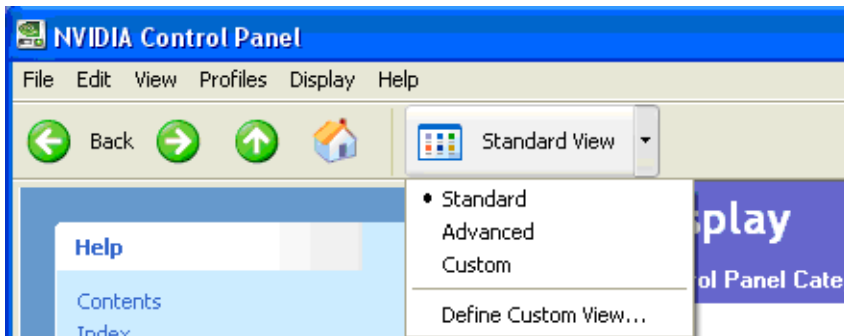 NVIDIA Control Panel
File Edit View Profiles Display Help
Back Standard View
Standard
Advanced
Custom
Define Custom View...
Help
Contents
Index
splay
ol Panel Cate